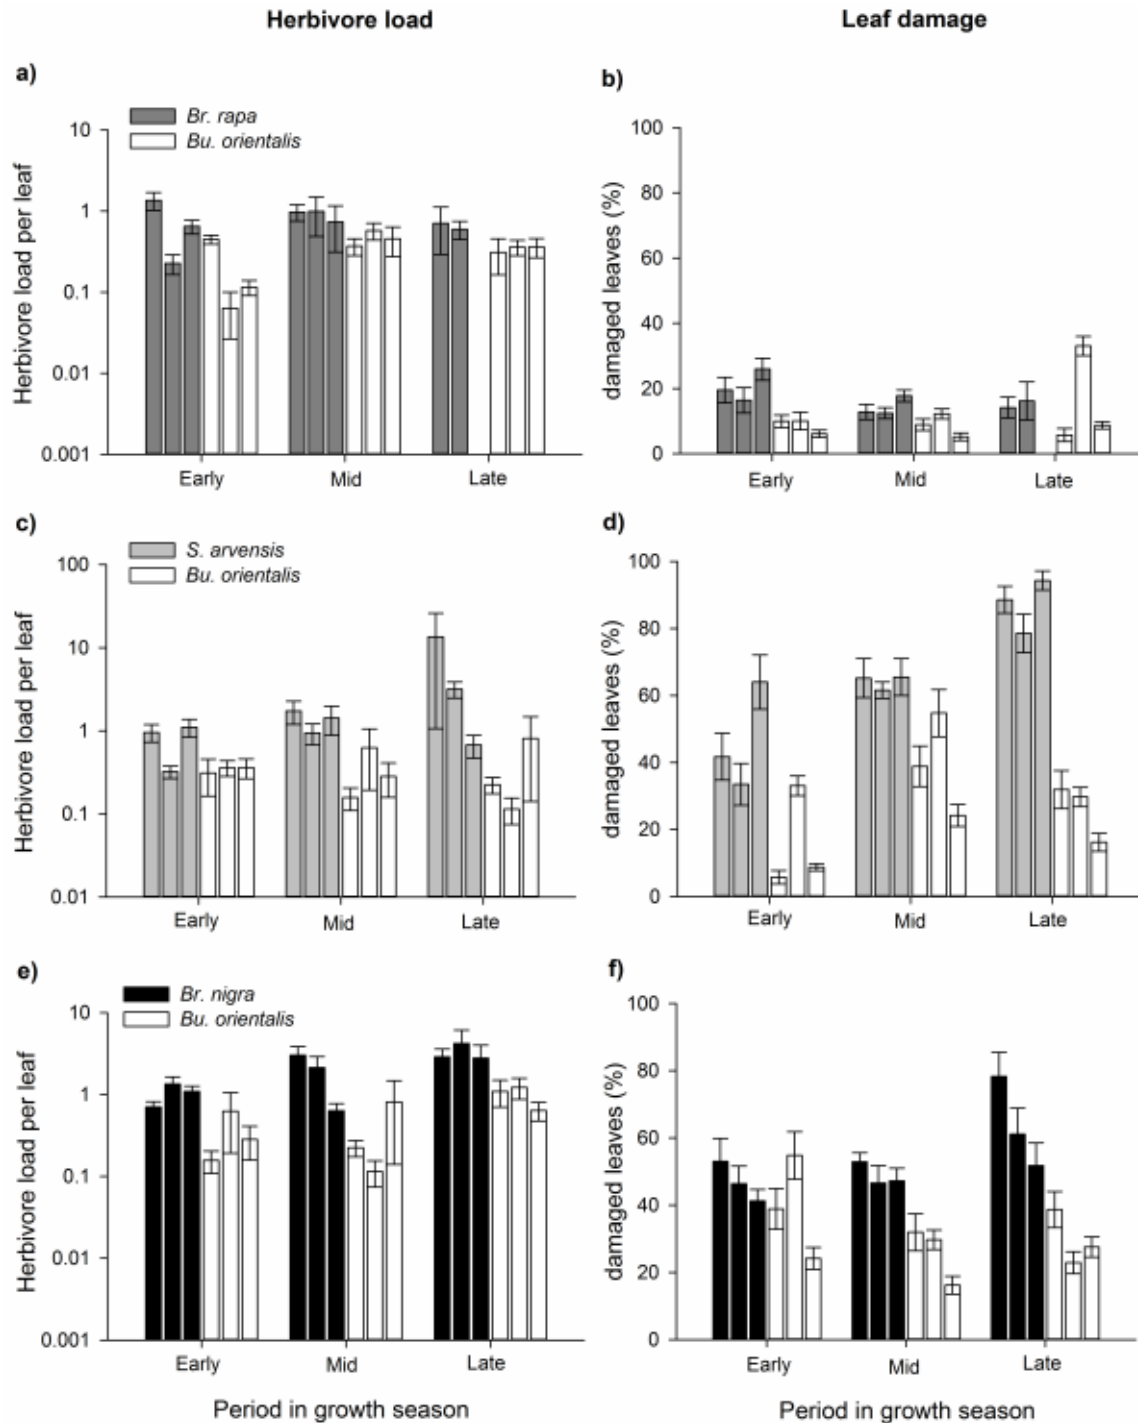 Herbivore load
Leaf damage
a)
Br. rapa
Bu. orientalis
Herbivore load per leaf
10
1
0.1
0.01
0.001
Early
Mid
Late
b)
damaged leaves (%)
100
80
60
40
20
0
Early
Mid
Late
c)
S. arvensis
Bu. orientalis
Herbivore load per leaf
100
10
1
0.1
0.01
Early
Mid
Late
d)
damaged leaves (%)
100
80
60
40
20
0
Early
Mid
Late
e)
Br. nigra
Bu. orientalis
Herbivore load per leaf
10
1
0.1
0.01
0.001
Early
Mid
Late
Period in growth season
f)
damaged leaves (%)
100
80
60
40
20
0
Early
Mid
Late
Period in growth season